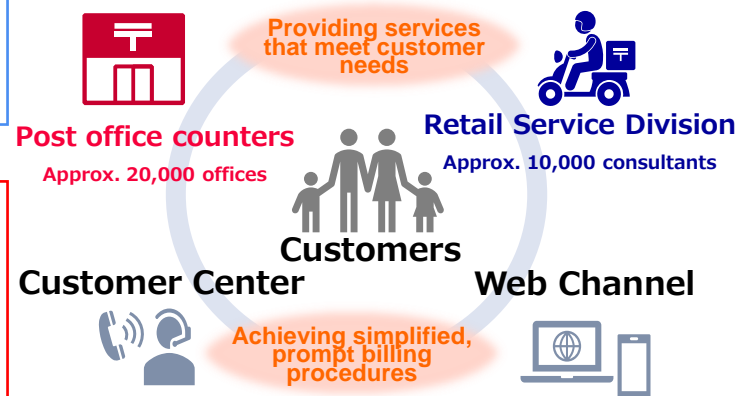 Providing services
that meet customer
needs
Post office counters
Approx. 20,000 offices
Retail Service Division
Approx. 10,000 consultants
Customers
Customer Center
Web Channel
Achieving simplified,
prompt billing
procedures